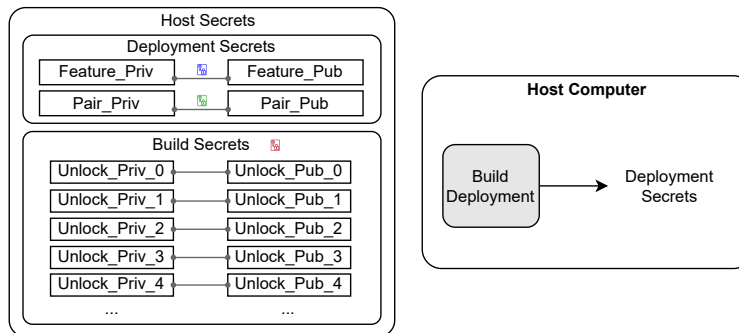 Host Secrets
Deployment Secrets
Feature_Priv Feature_Pub
Pair_Priv Pair_Pub
Build Secrets
Unlock_Priv_0 Unlock_Pub_0
Unlock_Priv_1 Unlock_Pub_1
Unlock_Priv_2 Unlock_Pub_2
Unlock_Priv_3 Unlock_Pub_3
Unlock_Priv_4 Unlock_Pub_4
... ...
Host Computer
Build
Deployment
Deployment
Secrets